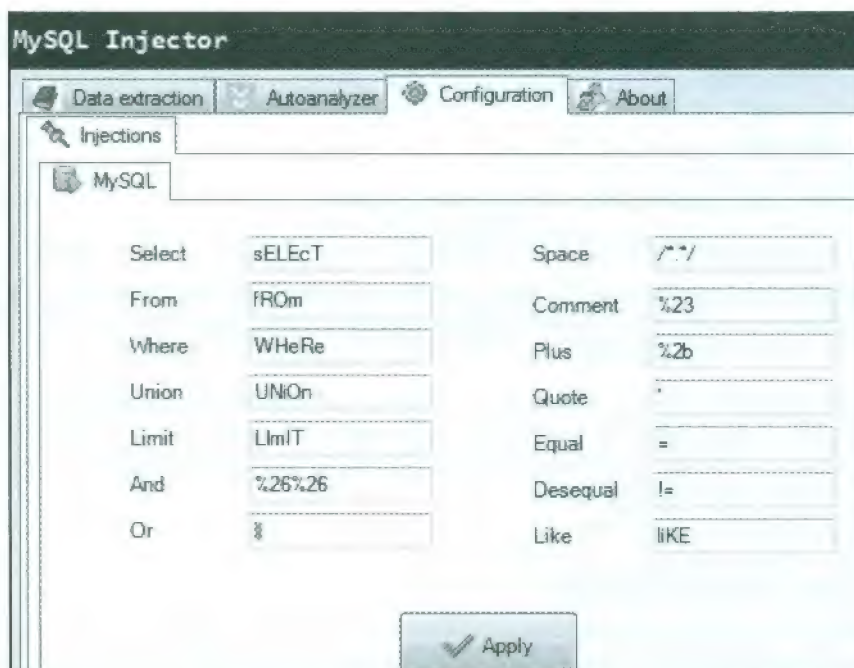 MySQL Injector
Data extraction Autoanalyzer Configuration About
Injections
MySQL
Select sELEcT
From fROm
Where WHeRe
Union UNiOn
Limit LImIT
And %26%26
Or
Space
Comment %23
Plus %2b
Quote '
Equal =
Desequal !=
Like liKE
Apply